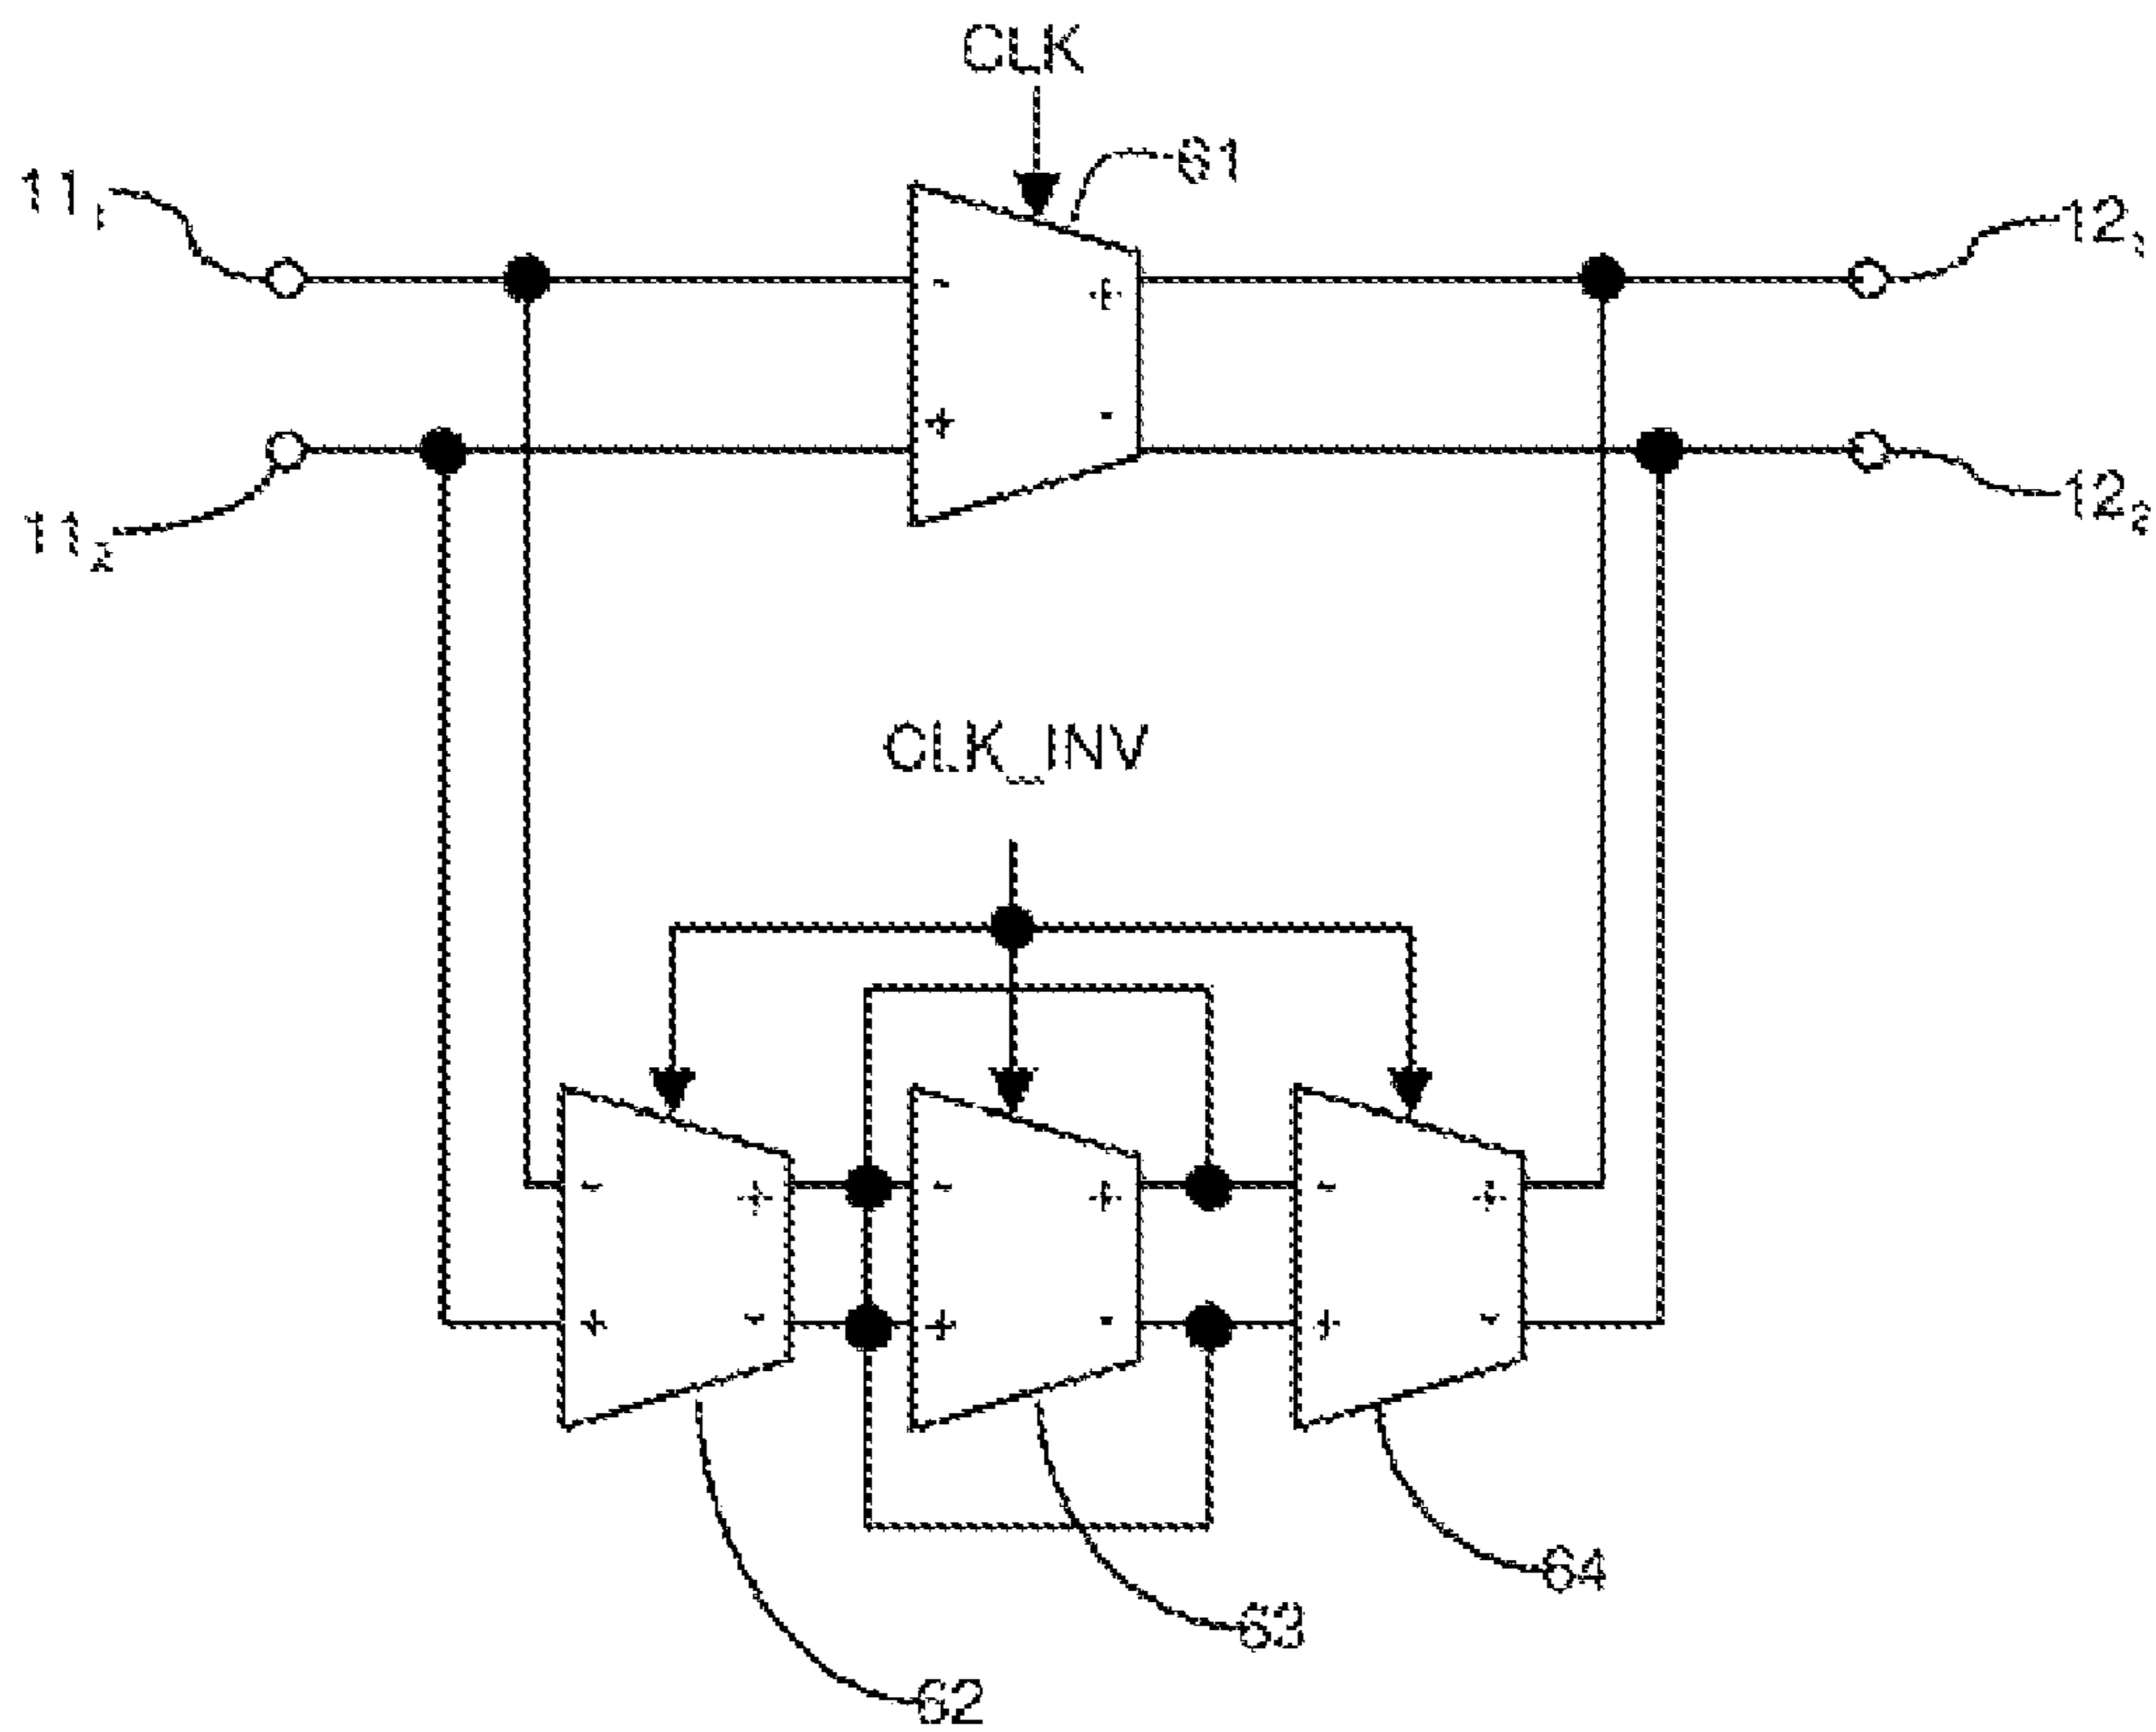 CLK
61
11₁
12₁
- +
+ -
11₂
12₂
CLK_INV
- + - + - +
+ - + - + -
64
63
62